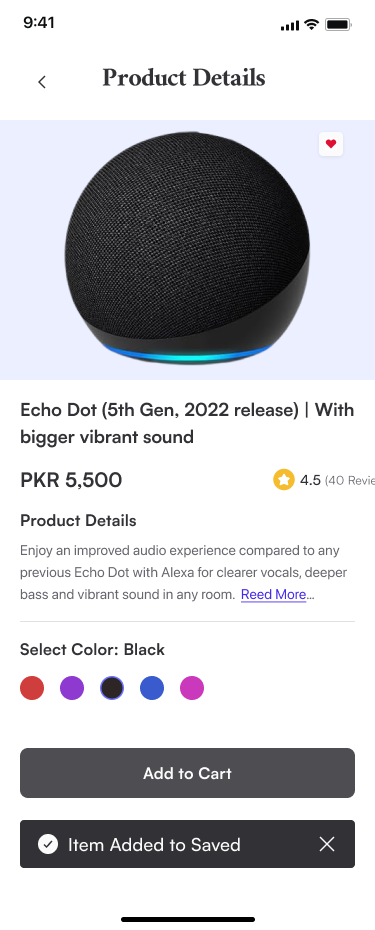 9:41
Product Details
Echo Dot (5th Gen, 2022 release) | With
bigger vibrant sound
PKR 5,500
4.5 (40 Revie
Product Details
Enjoy an improved audio experience compared to any
previous Echo Dot with Alexa for clearer vocals, deeper
bass and vibrant sound in any room. Reed More...
Select Color: Black
Add to Cart
Item Added to Saved